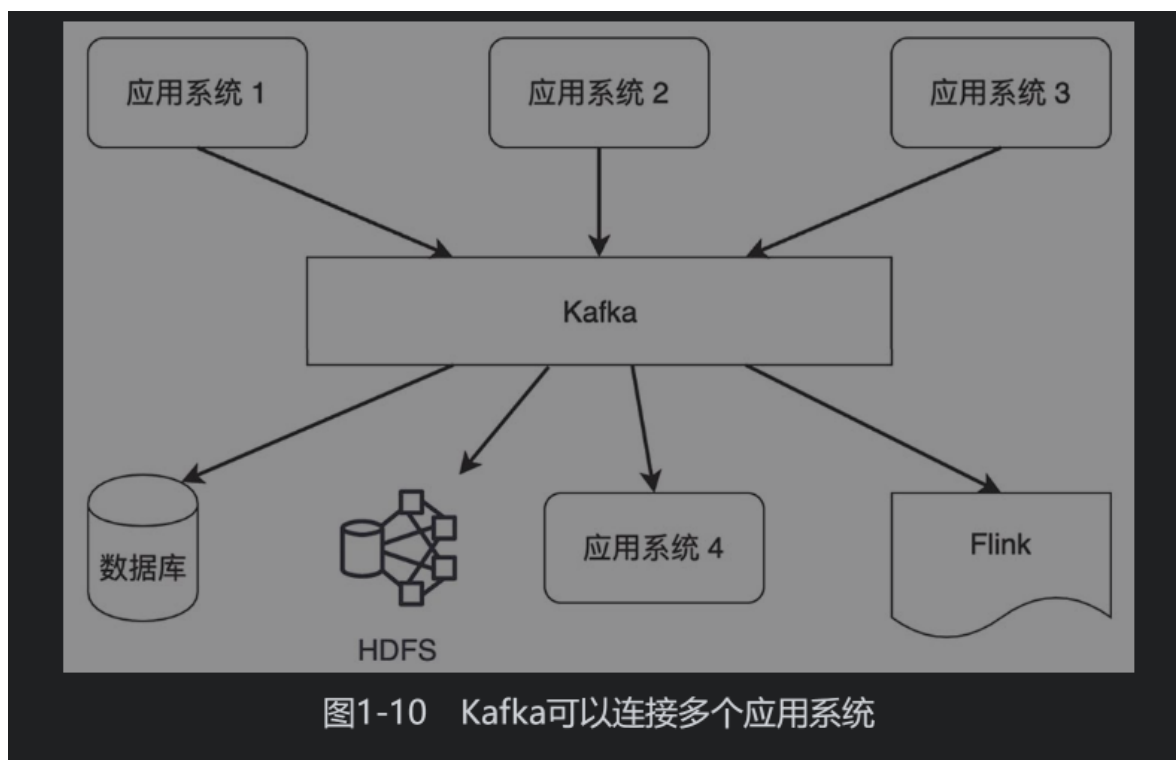 应用系统 1
应用系统 2
应用系统 3
Kafka
数据库
HDFS
应用系统 4
Flink
图1-10 Kafka可以连接多个应用系统